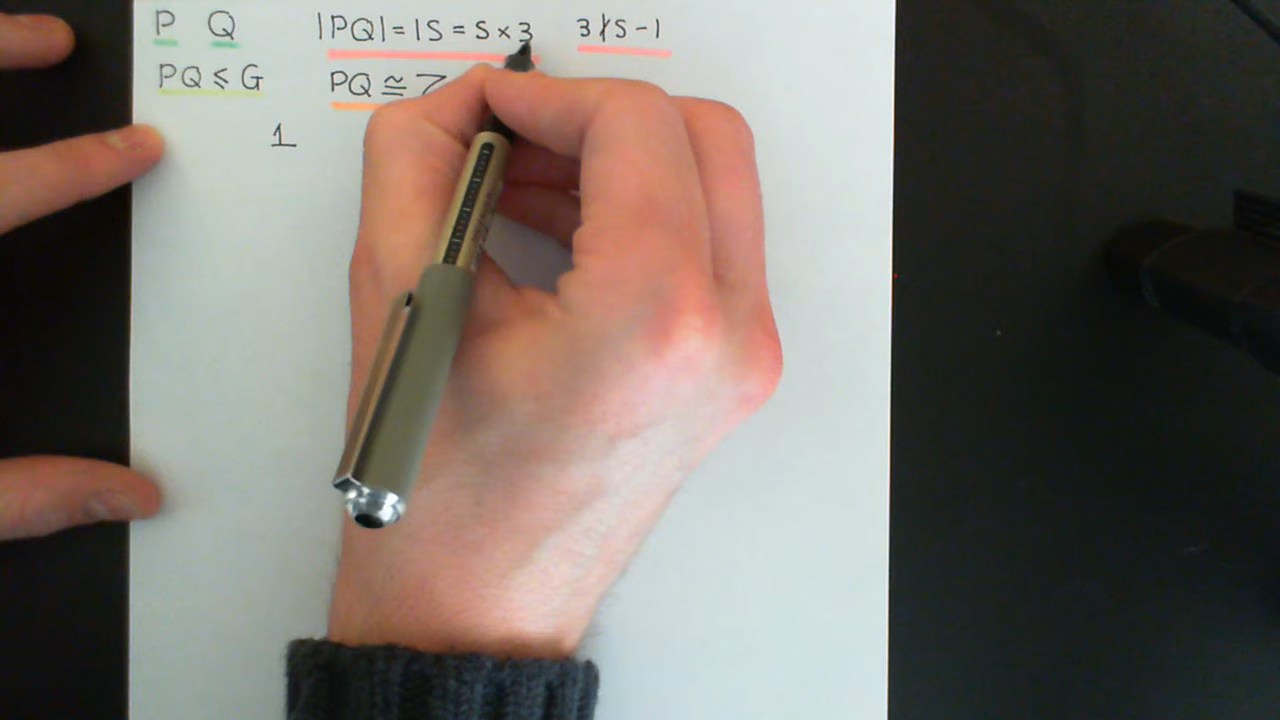 P Q |PQ| = 15 = 5 × 3 3 ∤ 5 - 1
PQ ⩽ G PQ ≅ Z
1